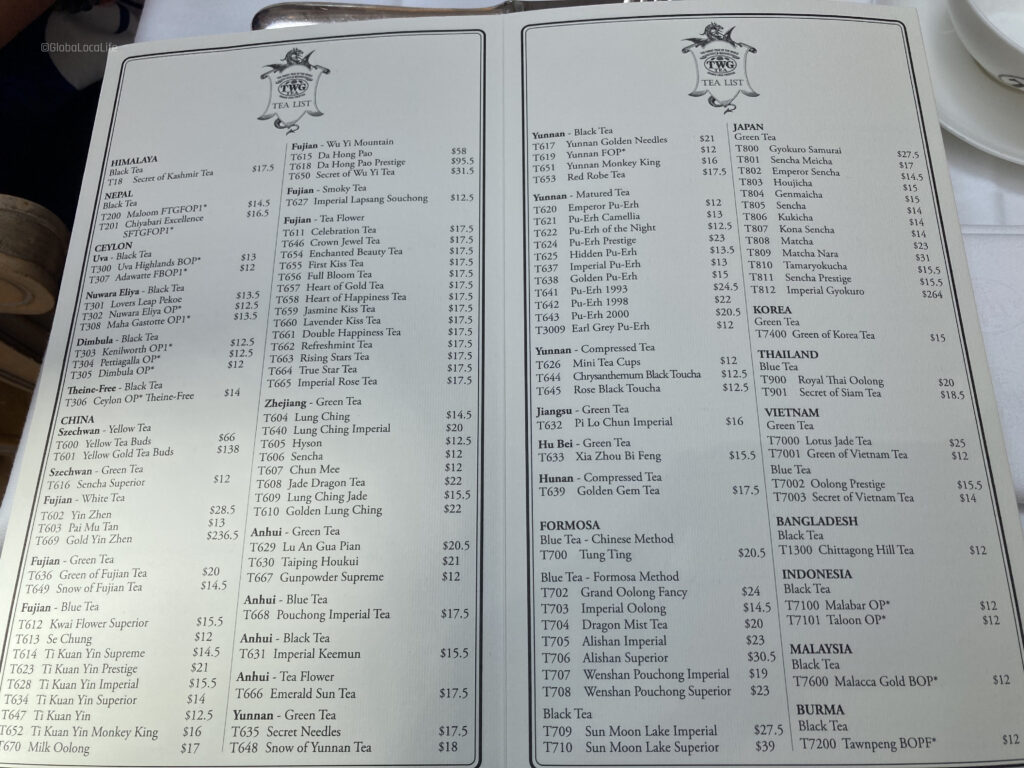 ©GlobaLocaLife
TWG
TEA
TEA LIST
HIMALAYA
Black Tea
T18 Secret of Kashmir Tea $17.5
NEPAL
Black Tea
T200 Maloom FTGFOP1* $14.5
T201 Chiyabari Excellence $16.5
SFTGFOP1*
CEYLON
Uva - Black Tea
T300 Uva Highlands BOP* $13
T307 Adawatte FBOP1* $12
Nuwara Eliya - Black Tea
T301 Lovers Leap Pekoe $13.5
T302 Nuwara Eliya OP* $12.5
T308 Maha Gastotte OP1* $13.5
Dimbula - Black Tea
T303 Kenilworth OP1* $12.5
T304 Pettiagalla OP* $12.5
T305 Dimbula OP* $12
Theine-Free - Black Tea
T306 Ceylon OP* Theine-Free $14
CHINA
Szechwan - Yellow Tea
T600 Yellow Tea Buds $66
T601 Yellow Gold Tea Buds $138
Szechwan - Green Tea
T616 Sencha Superior $12
Fujian - White Tea
T602 Yin Zhen $28.5
T603 Pai Mu Tan $13
T669 Gold Yin Zhen $236.5
Fujian - Green Tea
T636 Green of Fujian Tea $20
T649 Snow of Fujian Tea $14.5
Fujian - Blue Tea
T612 Kwai Flower Superior $15.5
T613 Se Chung $12
T614 Ti Kuan Yin Supreme $14.5
T623 Ti Kuan Yin Prestige $21
T628 Ti Kuan Yin Imperial $15.5
T634 Ti Kuan Yin Superior $14
T647 Ti Kuan Yin $12.5
T652 Ti Kuan Yin Monkey King $16
T670 Milk Oolong $17
Fujian - Wu Yi Mountain
T615 Da Hong Pao $58
T618 Da Hong Pao Prestige $95.5
T650 Secret of Wu Yi Tea $31.5
Fujian - Smoky Tea
T627 Imperial Lapsang Souchong $12.5
Fujian - Tea Flower
T611 Celebration Tea $17.5
T646 Crown Jewel Tea $17.5
T654 Enchanted Beauty Tea $17.5
T655 First Kiss Tea $17.5
T656 Full Bloom Tea $17.5
T657 Heart of Gold Tea $17.5
T658 Heart of Happiness Tea $17.5
T659 Jasmine Kiss Tea $17.5
T660 Lavender Kiss Tea $17.5
T661 Double Happiness Tea $17.5
T662 Refreshmint Tea $17.5
T663 Rising Stars Tea $17.5
T664 True Star Tea $17.5
T665 Imperial Rose Tea $17.5
Zhejiang - Green Tea
T604 Lung Ching $14.5
T640 Lung Ching Imperial $20
T605 Hyson $12.5
T606 Sencha $12
T607 Chun Mee $12
T608 Jade Dragon Tea $22
T609 Lung Ching Jade $15.5
T610 Golden Lung Ching $22
Anhui - Green Tea
T629 Lu An Gua Pian $20.5
T630 Taiping Houkui $21
T667 Gunpowder Supreme $12
Anhui - Blue Tea
T668 Pouchong Imperial Tea $17.5
Anhui - Black Tea
T631 Imperial Keemun $15.5
Anhui - Tea Flower
T666 Emerald Sun Tea $17.5
Yunnan - Green Tea
T635 Secret Needles $17.5
T648 Snow of Yunnan Tea $18
TWG
TEA
TEA LIST
Yunnan - Black Tea
T617 Yunnan Golden Needles $21
T619 Yunnan FOP* $12
T651 Yunnan Monkey King $16
T653 Red Robe Tea $17.5
Yunnan - Matured Tea
T620 Emperor Pu-Erh $12
T621 Pu-Erh Camellia $13
T622 Pu-Erh of the Night $12.5
T624 Pu-Erh Prestige $23
T625 Hidden Pu-Erh $13.5
T637 Imperial Pu-Erh $13
T638 Golden Pu-Erh $15
T641 Pu-Erh 1993 $24.5
T642 Pu-Erh 1998 $22
T643 Pu-Erh 2000 $20.5
T3009 Earl Grey Pu-Erh $12
Yunnan - Compressed Tea
T626 Mini Tea Cups $12
T644 Chrysanthemum Black Toucha $12.5
T645 Rose Black Toucha $12.5
Jiangsu - Green Tea
T632 Pi Lo Chun Imperial $16
Hu Bei - Green Tea
T633 Xia Zhou Bi Feng $15.5
Hunan - Compressed Tea
T639 Golden Gem Tea $17.5
FORMOSA
Blue Tea - Chinese Method
T700 Tung Ting $20.5
Blue Tea - Formosa Method
T702 Grand Oolong Fancy $24
T703 Imperial Oolong $14.5
T704 Dragon Mist Tea $20
T705 Alishan Imperial $23
T706 Alishan Superior $30.5
T707 Wenshan Pouchong Imperial $19
T708 Wenshan Pouchong Superior $23
Black Tea
T709 Sun Moon Lake Imperial $27.5
T710 Sun Moon Lake Superior $39
JAPAN
Green Tea
T800 Gyokuro Samurai $27.5
T801 Sencha Meicha $17
T802 Emperor Sencha $14.5
T803 Houjicha $15
T804 Genmaicha $15
T805 Sencha $14
T806 Kukicha $14
T807 Kona Sencha $14
T808 Matcha $23
T809 Matcha Nara $31
T810 Tamaryokucha $15.5
T811 Sencha Prestige $15.5
T812 Imperial Gyokuro $264
KOREA
Green Tea
T7400 Green of Korea Tea $15
THAILAND
Blue Tea
T900 Royal Thai Oolong $20
T901 Secret of Siam Tea $18.5
VIETNAM
Green Tea
T7000 Lotus Jade Tea $25
T7001 Green of Vietnam Tea $12
Blue Tea
T7002 Oolong Prestige $15.5
T7003 Secret of Vietnam Tea $14
BANGLADESH
Black Tea
T1300 Chittagong Hill Tea $12
INDONESIA
Black Tea
T7100 Malabar OP* $12
T7101 Taloon OP* $12
MALAYSIA
Black Tea
T7600 Malacca Gold BOP* $12
BURMA
Black Tea
T7200 Tawnpeng BOPF* $12